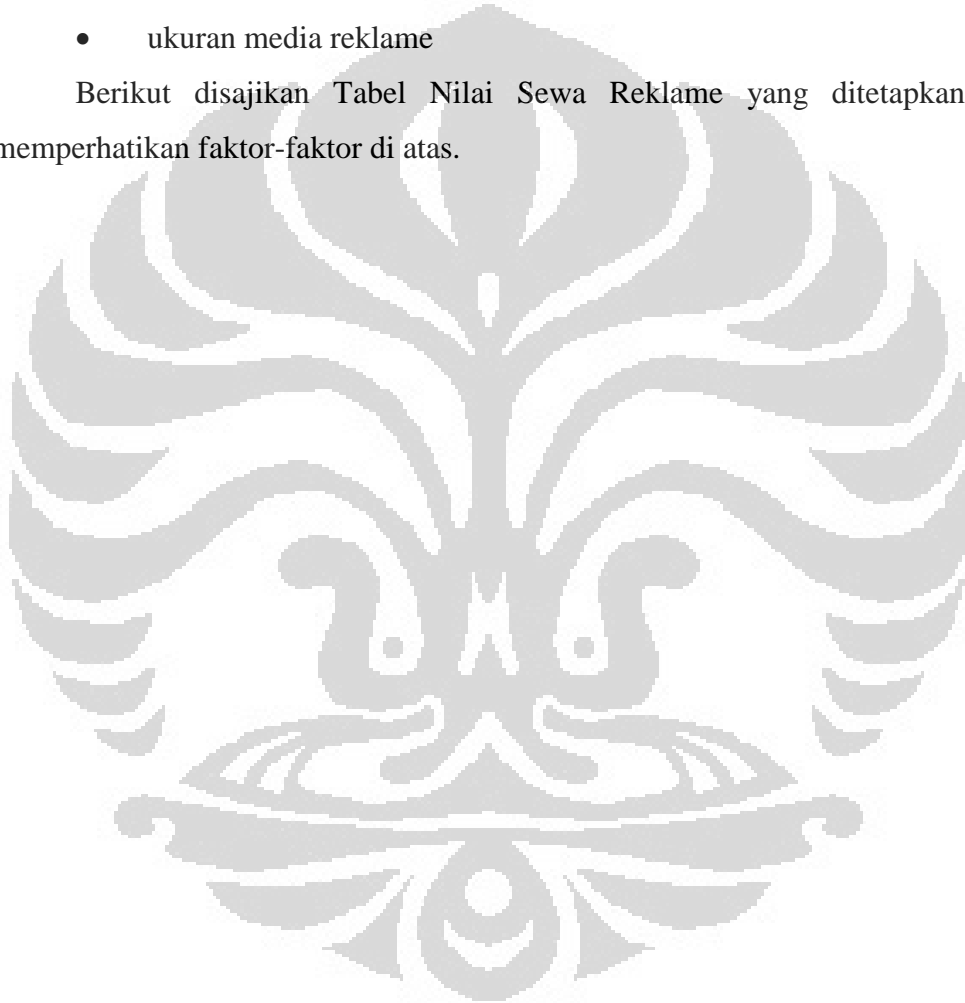 • ukuran media reklame
Berikut disajikan Tabel Nilai Sewa Reklame yang ditetapkan
memperhatikan faktor-faktor di atas.